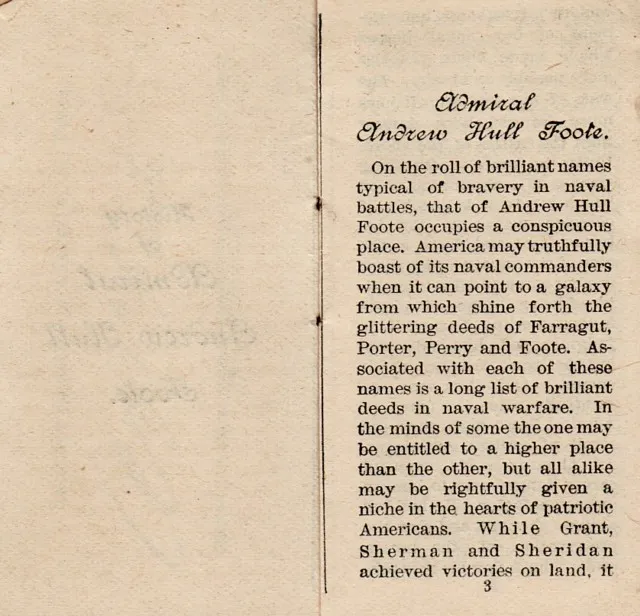 Admiral
Andrew Hull Foote.
On the roll of brilliant names
typical of bravery in naval
battles, that of Andrew Hull
Foote occupies a conspicuous
place. America may truthfully
boast of its naval commanders
when it can point to a galaxy
from which shine forth the
glittering deeds of Farragut,
Porter, Perry and Foote. As-
sociated with each of these
names is a long list of brilliant
deeds in naval warfare. In
the minds of some the one may
be entitled to a higher place
than the other, but all alike
may be rightfully given a
niche in the hearts of patriotic
Americans. While Grant,
Sherman and Sheridan
achieved victories on land, it
3